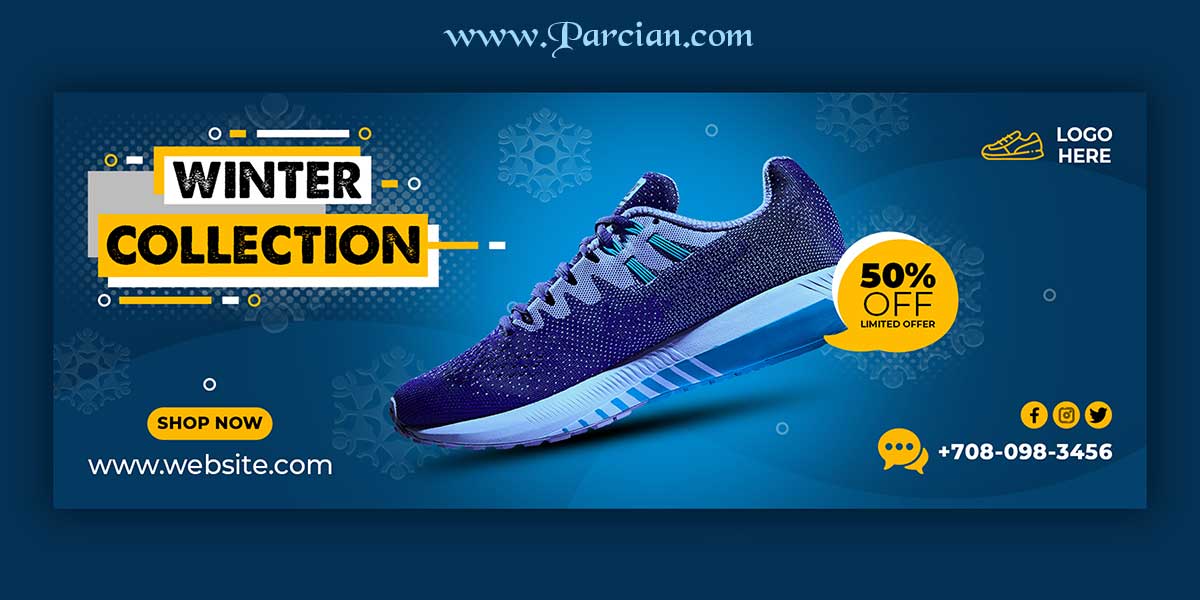 www.Parcian.com
WINTER
COLLECTION
SHOP NOW
www.website.com
LOGO
HERE
50%
OFF
LIMITED OFFER
+708-098-3456